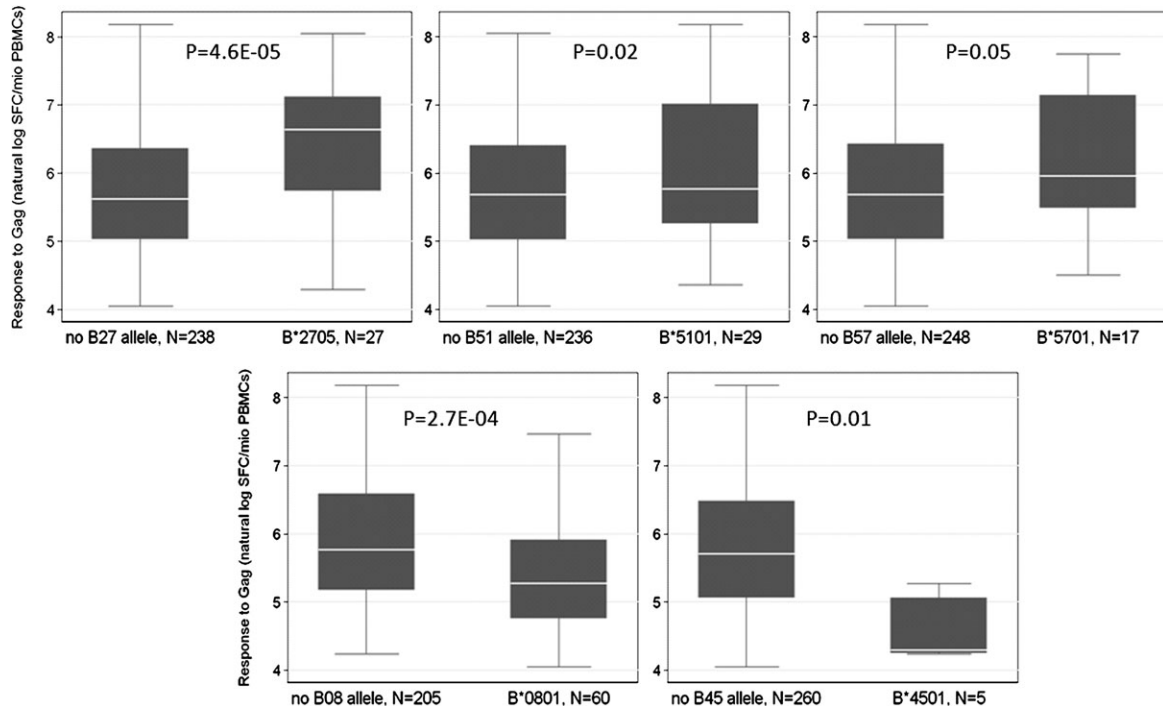 Response to Gag (natural log SFC/mio PBMCs)
8
7
6
5
4
P=4.6E-05
no B27 allele, N=238
B*2705, N=27
8
7
6
5
4
P=0.02
no B51 allele, N=236
B*5101, N=29
8
7
6
5
4
P=0.05
no B57 allele, N=248
B*5701, N=17
Response to Gag (natural log SFC/mio PBMCs)
8
7
6
5
4
P=2.7E-04
no B08 allele, N=205
B*0801, N=60
8
7
6
5
4
P=0.01
no B45 allele, N=260
B*4501, N=5